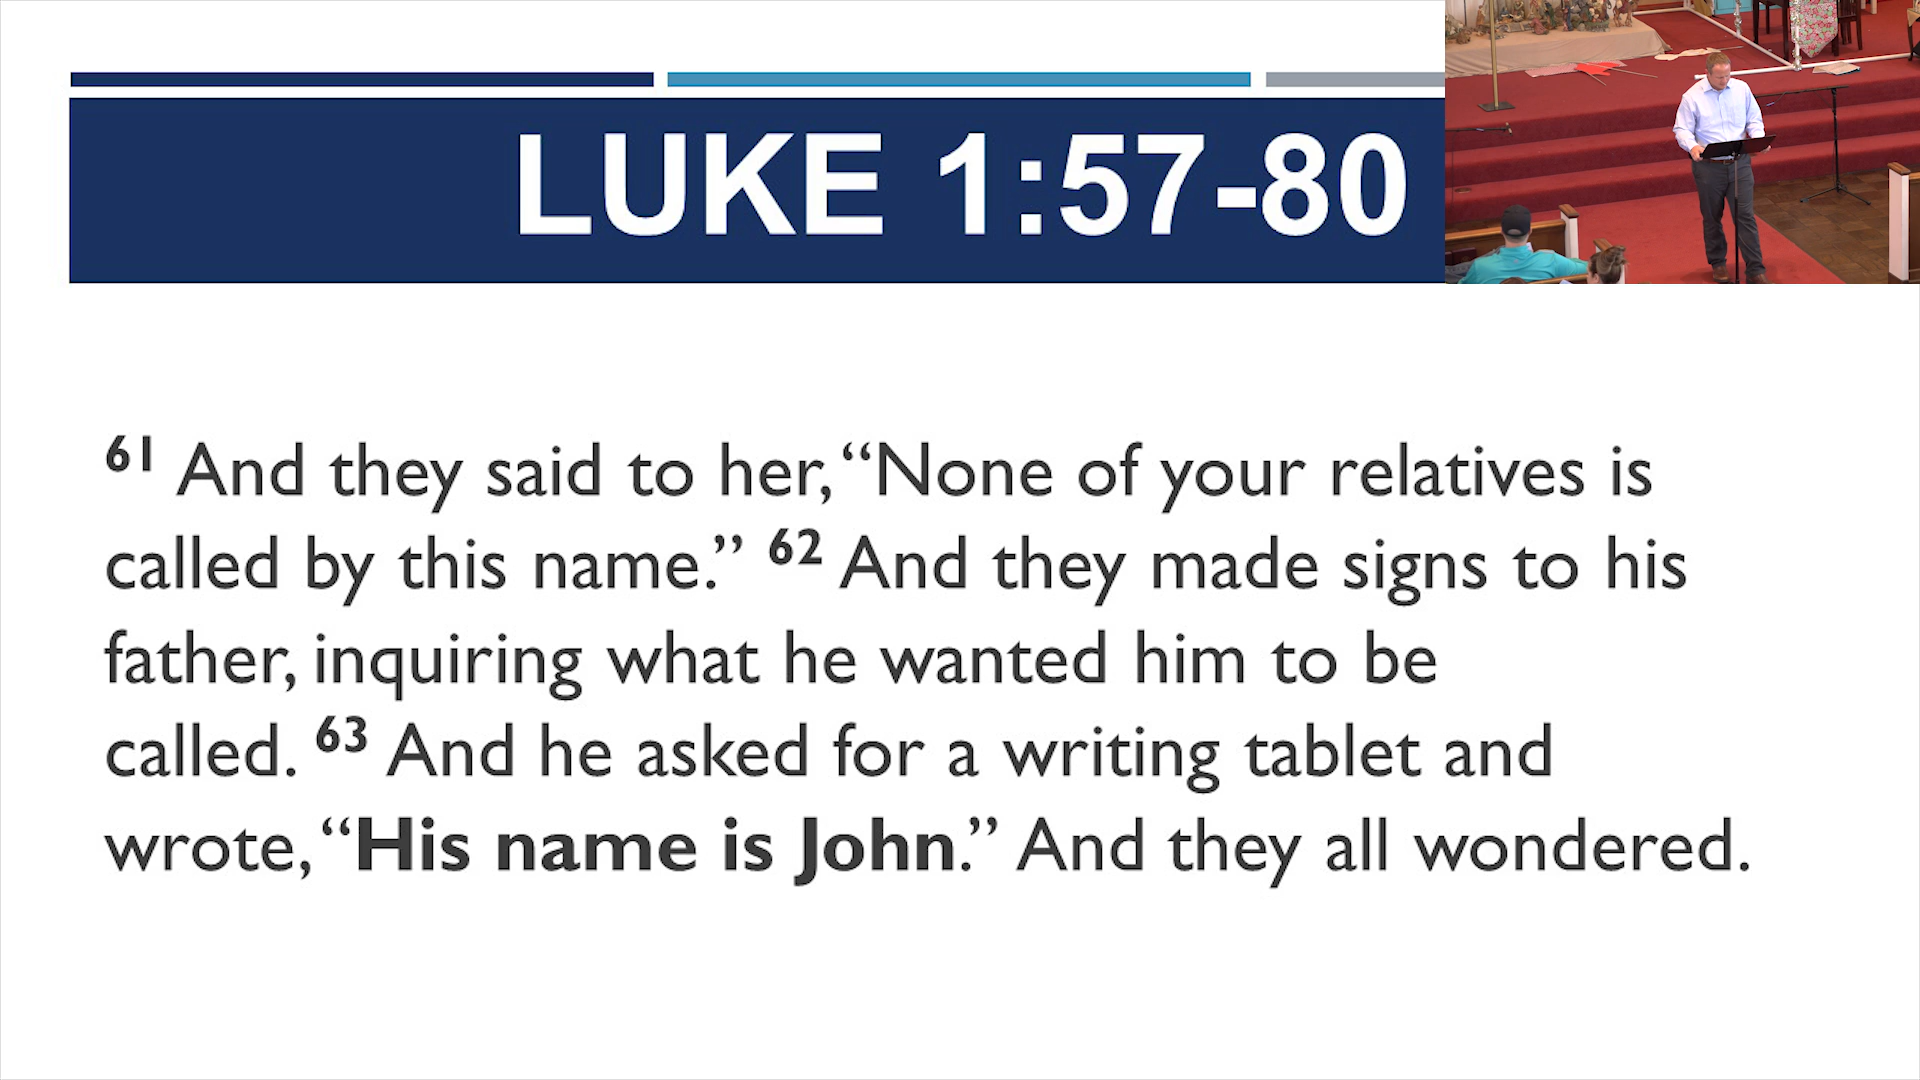 LUKE 1:57-80
61 And they said to her, “None of your relatives is
called by this name.” 62 And they made signs to his
father, inquiring what he wanted him to be
called. 63 And he asked for a writing tablet and
wrote, “His name is John.” And they all wondered.